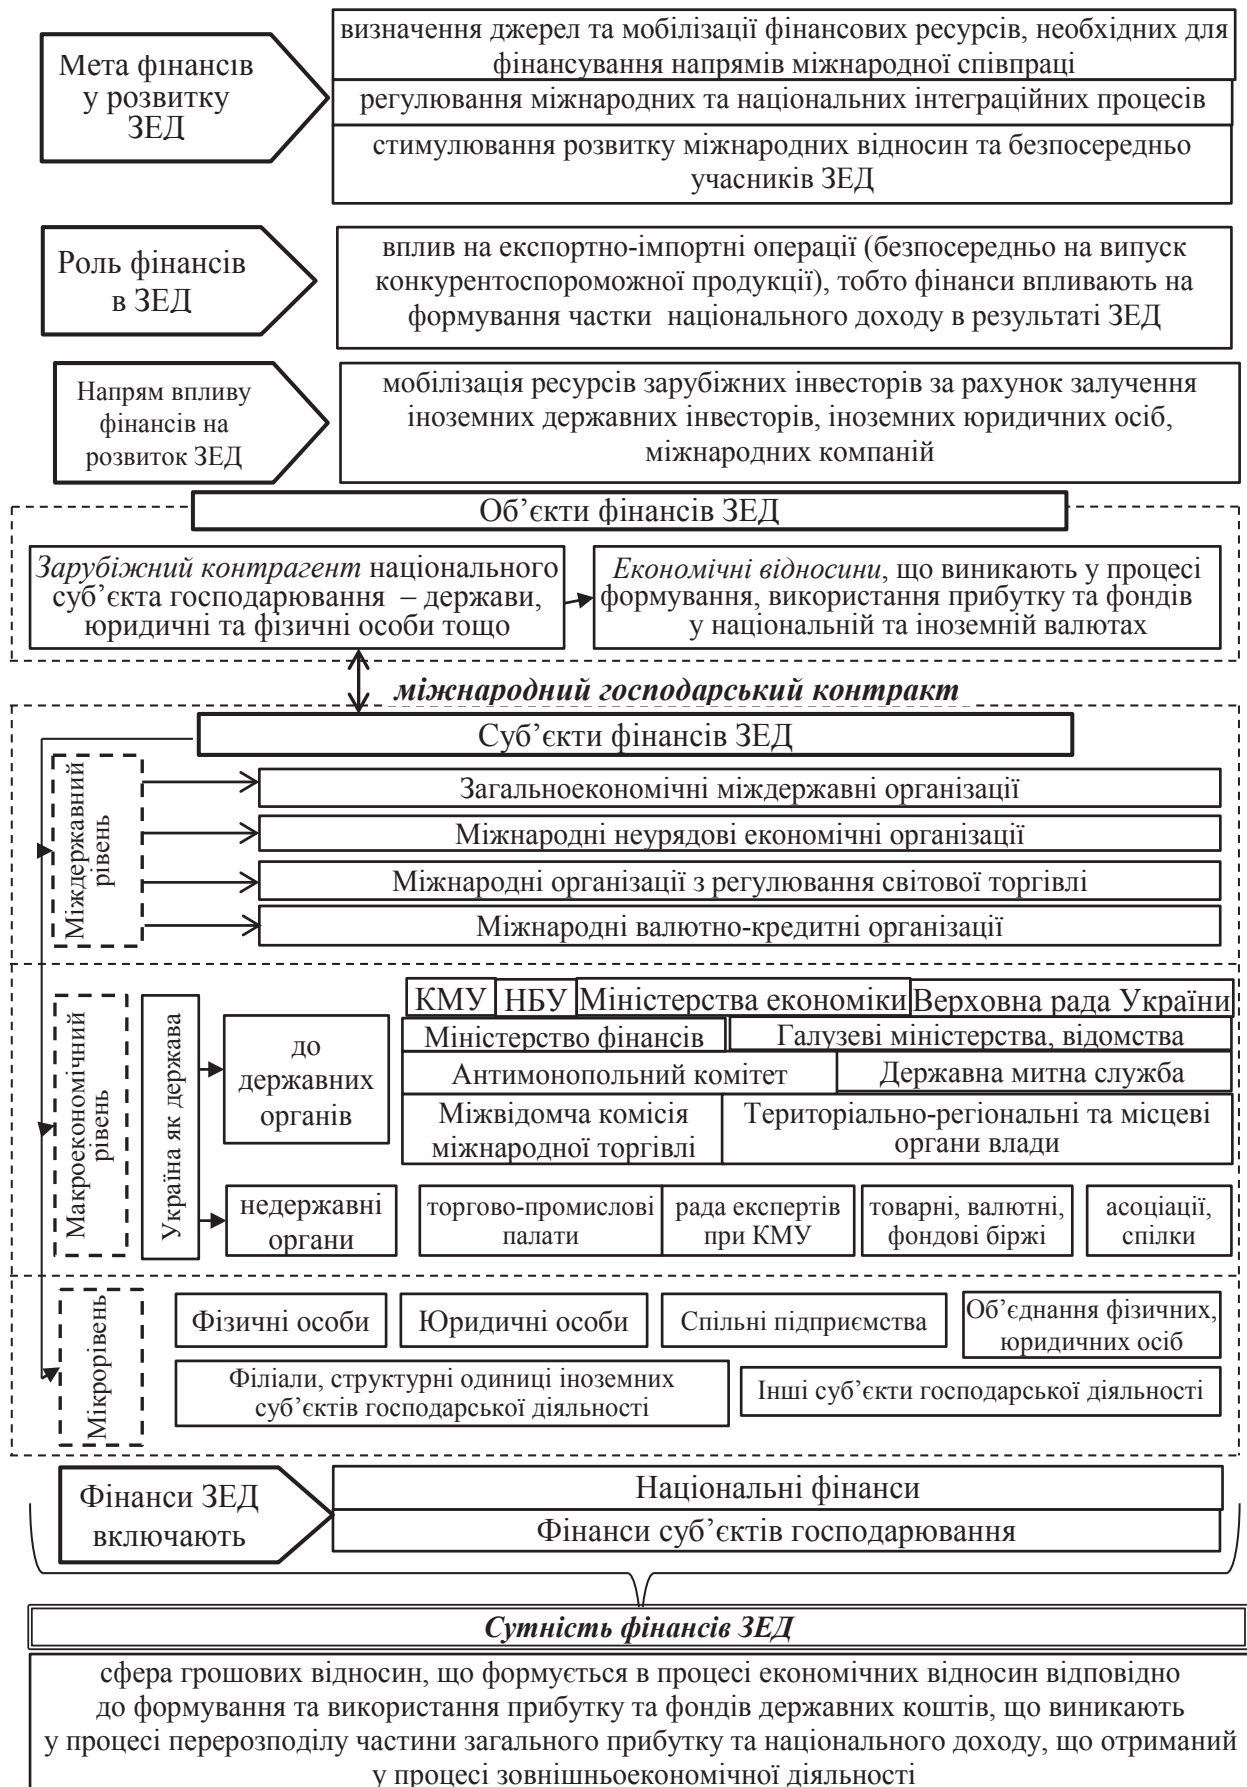 Мета фінансів
у розвитку
ЗЕД
визначення джерел та мобілізації фінансових ресурсів, необхідних для
фінансування напрямів міжнародної співпраці
регулювання міжнародних та національних інтеграційних процесів
стимулювання розвитку міжнародних відносин та безпосередньо
учасників ЗЕД
Роль фінансів
в ЗЕД
вплив на експортно-імпортні операції (безпосередньо на випуск
конкурентоспороможної продукції), тобто фінанси впливають на
формування частки національного доходу в результаті ЗЕД
Напрям впливу
фінансів на
розвиток ЗЕД
мобілізація ресурсів зарубіжних інвесторів за рахунок залучення
іноземних державних інвесторів, іноземних юридичних осіб,
міжнародних компаній
Об’єкти фінансів ЗЕД
Зарубіжний контрагент національного
суб’єкта господарювання – держави,
юридичні та фізичні особи тощо
Економічні відносини, що виникають у процесі
формування, використання прибутку та фондів
у національній та іноземній валютах
міжнародний господарський контракт
Суб’єкти фінансів ЗЕД
Міждержавний
рівень
Загальноекономічні міждержавні організації
Міжнародні неурядові економічні організації
Міжнародні організації з регулювання світової торгівлі
Міжнародні валютно-кредитні організації
Макроекономічний
рівень
Україна як держава
до
державних
органів
КМУ
НБУ
Міністерства економіки
Верховна рада України
Міністерство фінансів
Галузеві міністерства, відомства
Антимонопольний комітет
Державна митна служба
Міжвідомча комісія
міжнародної торгівлі
Територіально-регіональні та місцеві
органи влади
недержавні
органи
торгово-промислові
палати
рада експертів
при КМУ
товарні, валютні,
фондові біржі
асоціації,
спілки
Мікрорівень
Фізичні особи
Юридичні особи
Спільні підприємства
Об’єднання фізичних,
юридичних осіб
Філіали, структурні одиниці іноземних
суб’єктів господарської діяльності
Інші суб’єкти господарської діяльності
Фінанси ЗЕД
включають
Національні фінанси
Фінанси суб’єктів господарювання
Сутність фінансів ЗЕД
сфера грошових відносин, що формується в процесі економічних відносин відповідно
до формування та використання прибутку та фондів державних коштів, що виникають
у процесі перерозподілу частини загального прибутку та національного доходу, що отриманий
у процесі зовнішньоекономічної діяльності